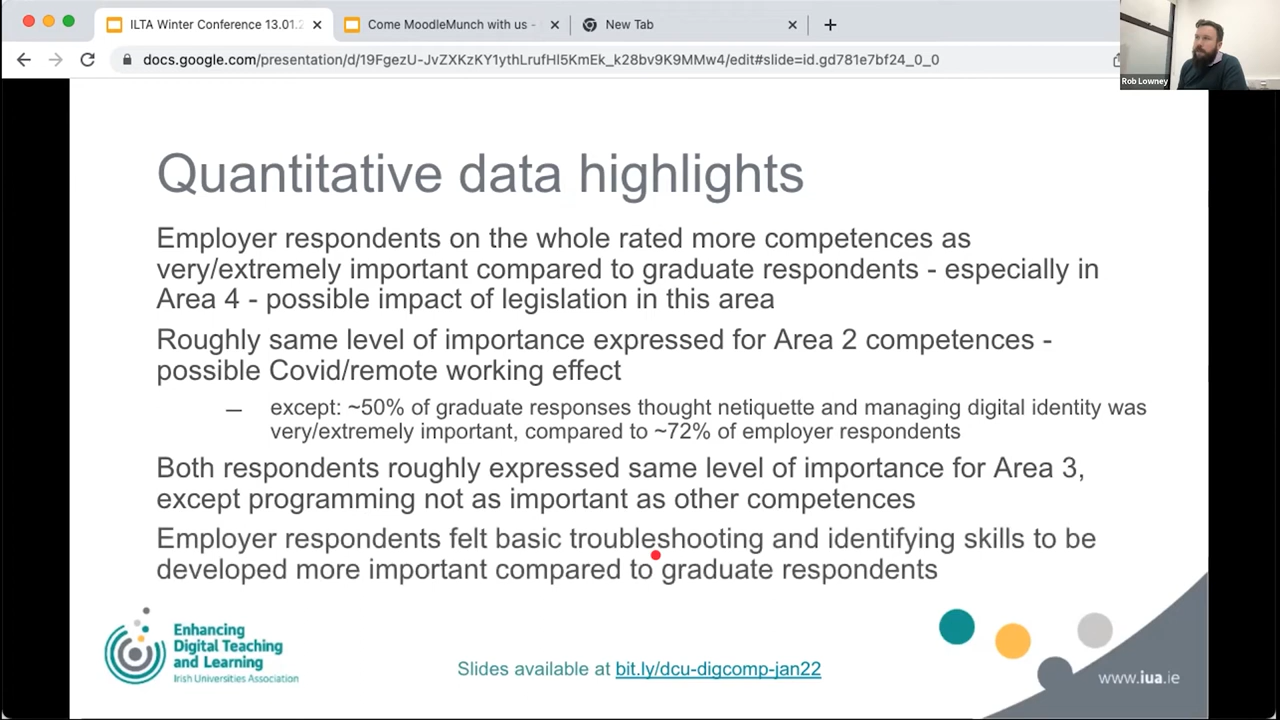 ILTA Winter Conference 13.01.2
Come MoodleMunch with us -
New Tab
docs.google.com/presentation/d/19FgezU-JvZXKzKY1ythLrufHl5KmEk_k28bv9K9MMw4/edit#slide=id.gd781e7bf24_0_0
Rob Lowney
Quantitative data highlights
Employer respondents on the whole rated more competences as
very/extremely important compared to graduate respondents - especially in
Area 4 - possible impact of legislation in this area
Roughly same level of importance expressed for Area 2 competences -
possible Covid/remote working effect
— except: ~50% of graduate responses thought netiquette and managing digital identity was
very/extremely important, compared to ~72% of employer respondents
Both respondents roughly expressed same level of importance for Area 3,
except programming not as important as other competences
Employer respondents felt basic troubleshooting and identifying skills to be
developed more important compared to graduate respondents
Enhancing
Digital Teaching
and Learning
Irish Universities Association
Slides available at bit.ly/dcu-digcomp-jan22
www.iua.ie